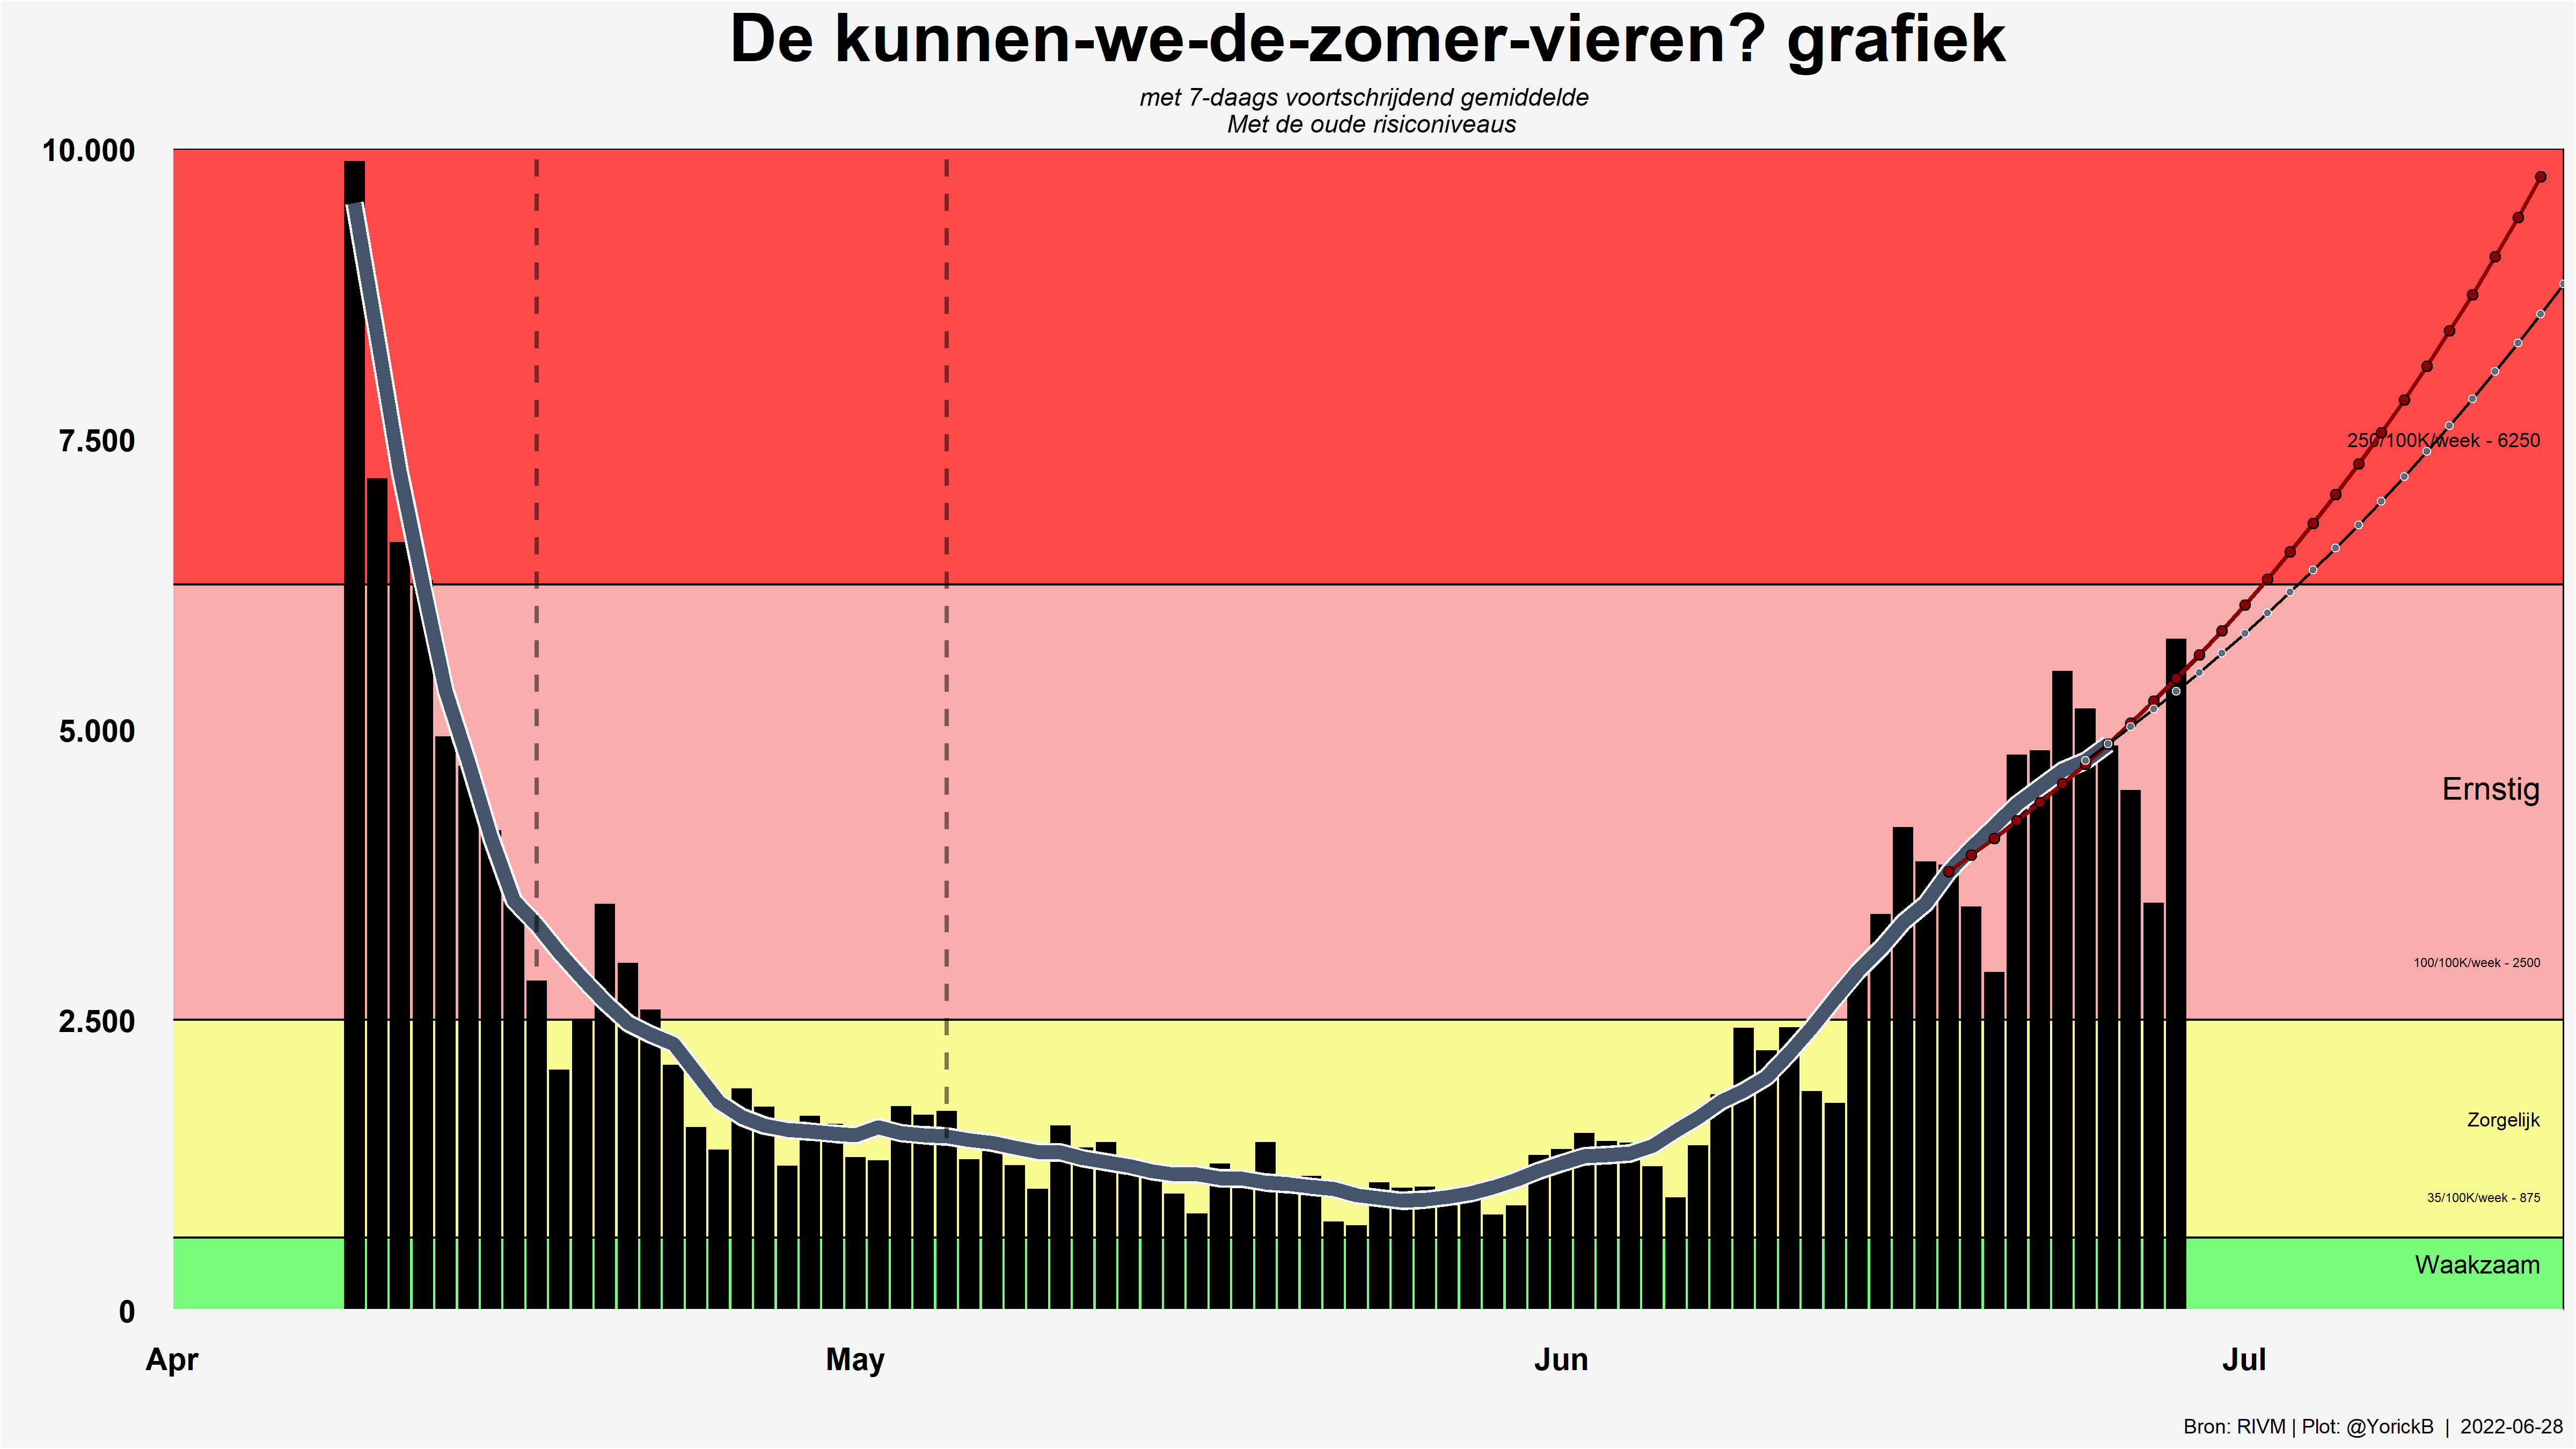 De kunnen-we-de-zomer-vieren? grafiek
met 7-daags voortschrijdend gemiddelde
Met de oude risiconiveaus
10.000
7.500
250/100K/week - 6250
5.000
Ernstig
100/100K/week - 2500
2.500
Zorgelijk
35/100K/week - 875
Waakzaam
0
Apr May Jun Jul
Bron: RIVM | Plot: @YorickB | 2022-06-28